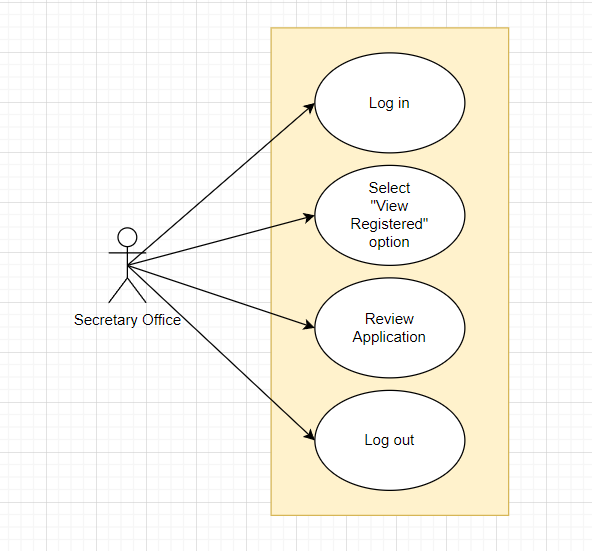 Log in
Select
"View
Registered"
option
Secretary Office
Review
Application
Log out